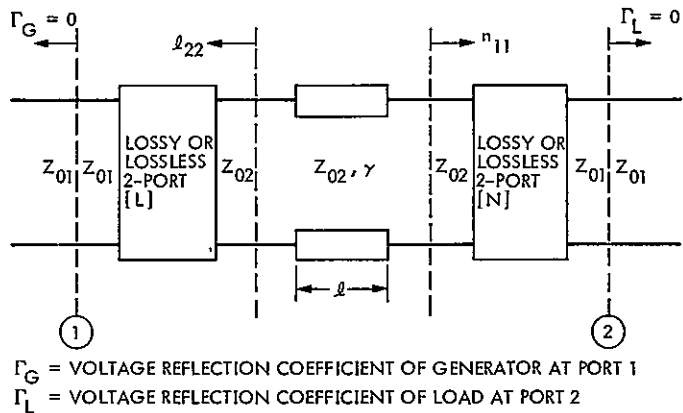 Γ_G = 0
Γ_L = 0
ℓ_22
n_11
LOSSY OR
LOSSLESS
2-PORT
[L]
LOSSY OR
LOSSLESS
2-PORT
[N]
Z_01 Z_01 Z_02 Z_02, γ Z_02 Z_01 Z_01
ℓ
1 2
Γ_G = VOLTAGE REFLECTION COEFFICIENT OF GENERATOR AT PORT 1
Γ_L = VOLTAGE REFLECTION COEFFICIENT OF LOAD AT PORT 2